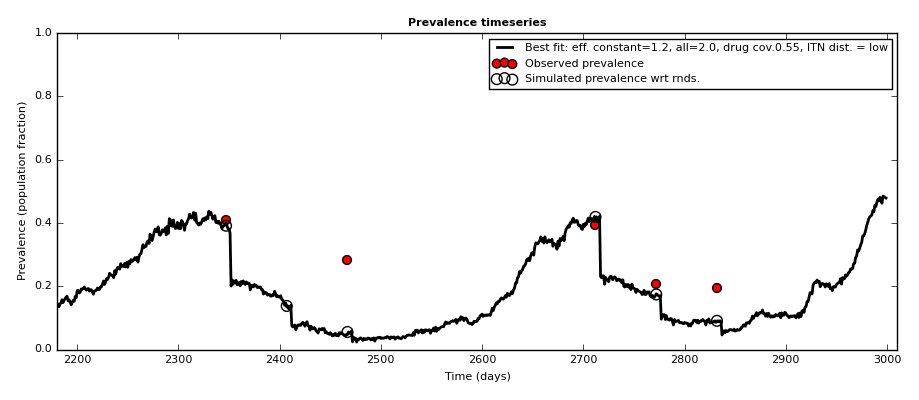 Prevalence timeseries
1.0
0.8
0.6
0.4
0.2
0.0
Prevalence (population fraction)
Best fit: eff. constant=1.2, all=2.0, drug cov.0.55, ITN dist. = low
Observed prevalence
Simulated prevalence wrt rnds.
2200 2300 2400 2500 2600 2700 2800 2900 3000
Time (days)